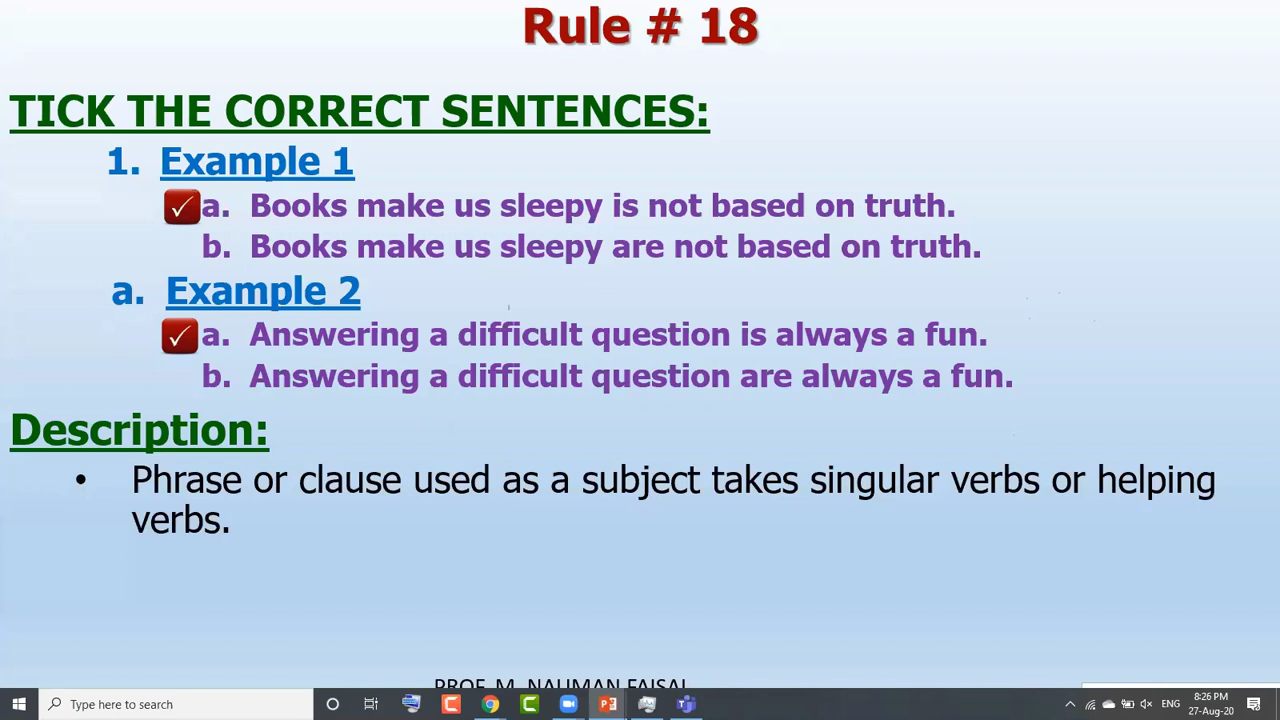 Rule # 18
TICK THE CORRECT SENTENCES:
1. Example 1
a. Books make us sleepy is not based on truth.
b. Books make us sleepy are not based on truth.
a. Example 2
a. Answering a difficult question is always a fun.
b. Answering a difficult question are always a fun.
Description:
• Phrase or clause used as a subject takes singular verbs or helping
verbs.
PROF. M. NAUMAN FAISAL
Type here to search
ENG
8:26 PM
27-Aug-20